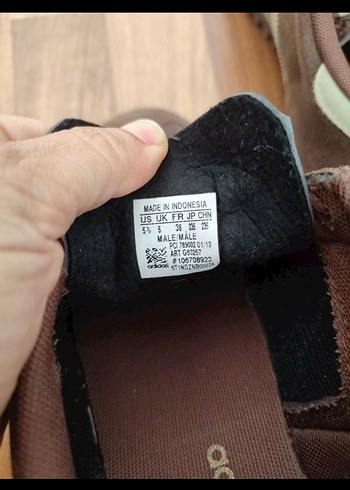 MADE IN INDONESIA
US UK FR JP CHN
5½ 5 38 235 235
MALE/MÂLE
PCI 789002 01/13
ART G63257
adidas #106708922